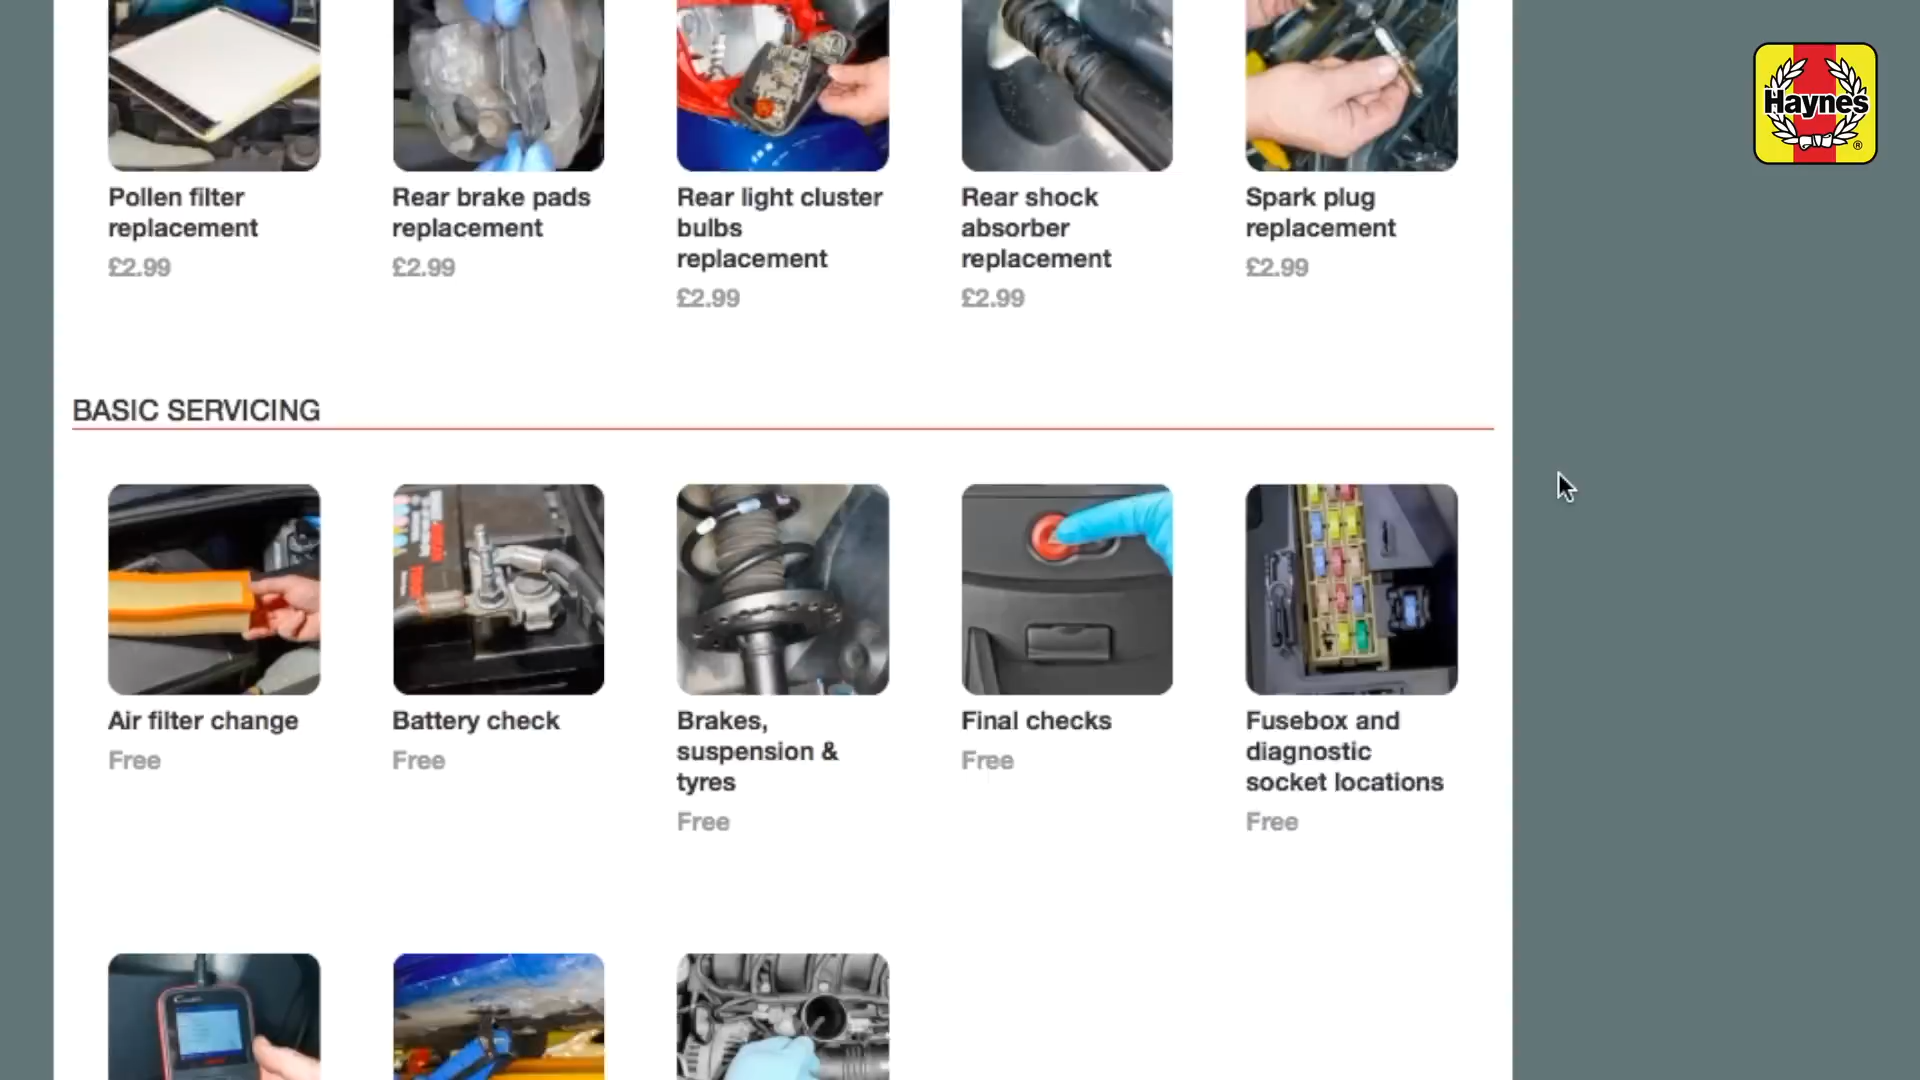 Haynes
®
Pollen filter
replacement
£2.99
Rear brake pads
replacement
£2.99
Rear light cluster
bulbs
replacement
£2.99
Rear shock
absorber
replacement
£2.99
Spark plug
replacement
£2.99
BASIC SERVICING
Air filter change
Free
Battery check
Free
Brakes,
suspension &
tyres
Free
Final checks
Free
Fusebox and
diagnostic
socket locations
Free